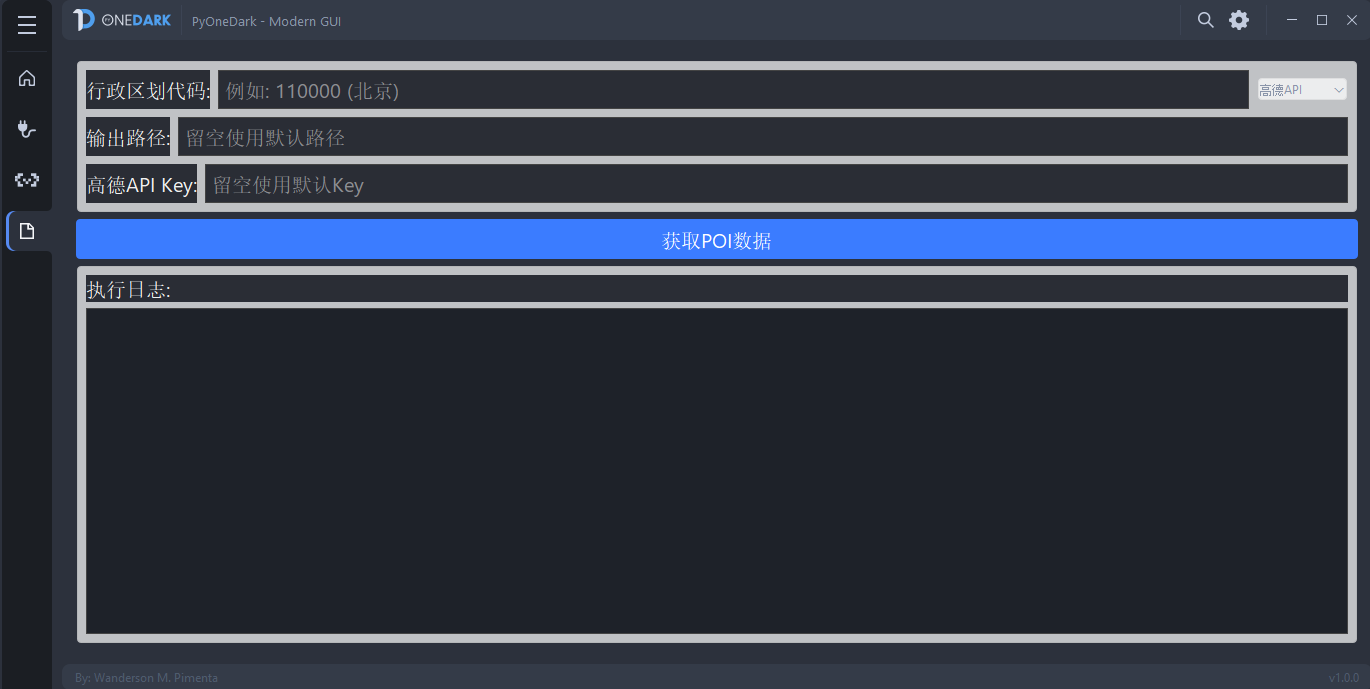 PYONEDARK PyOneDark - Modern GUI
行政区划代码: 例如: 110000 (北京) 高德API
输出路径: 留空使用默认路径
高德API Key: 留空使用默认Key
获取POI数据
执行日志:
By: Wanderson M. Pimenta v1.0.0